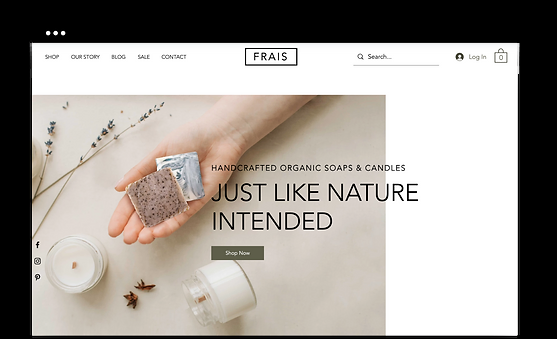 SHOP OUR STORY BLOG SALE CONTACT FRAIS Search... Log In 0
HANDCRAFTED ORGANIC SOAPS & CANDLES
JUST LIKE NATURE
INTENDED
Shop Now